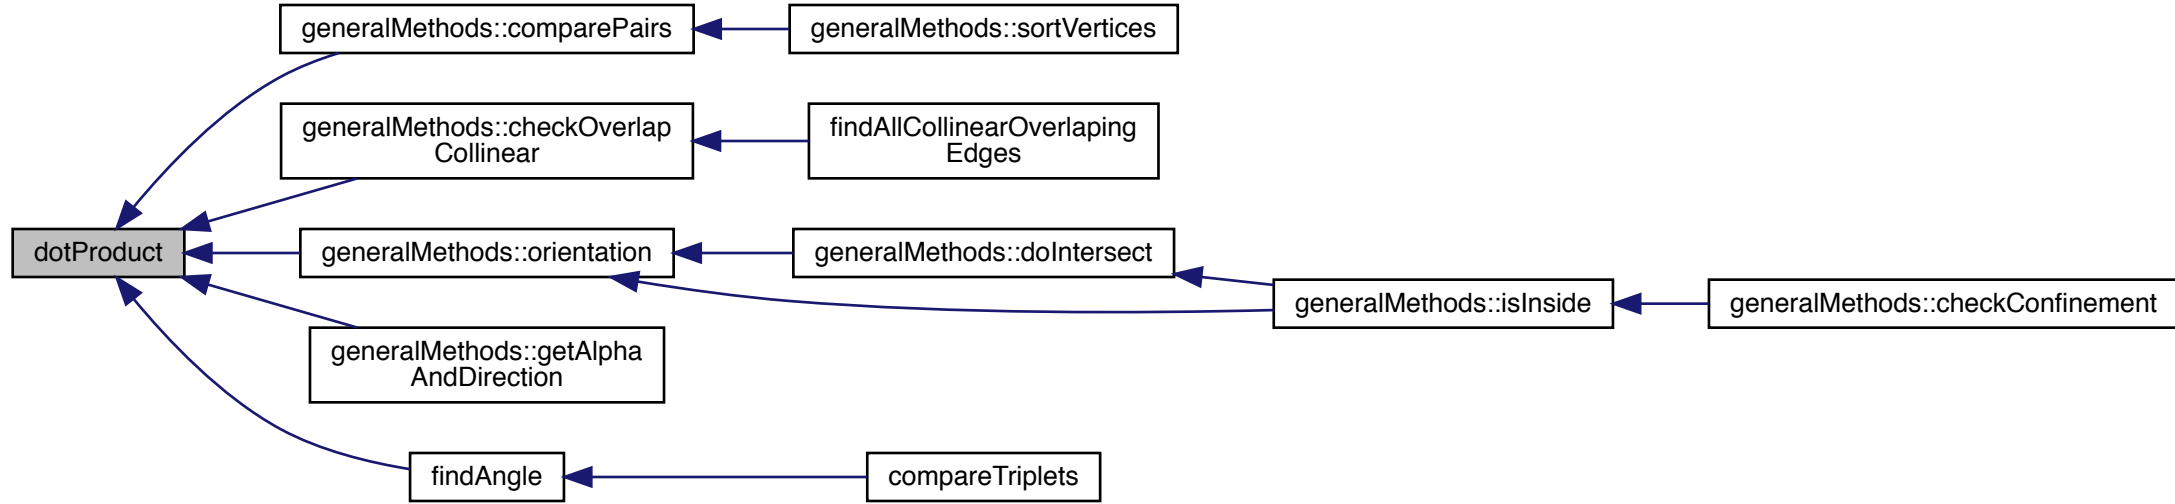 generalMethods::comparePairs
generalMethods::sortVertices
generalMethods::checkOverlap
Collinear
findAllCollinearOverlaping
Edges
dotProduct
generalMethods::orientation
generalMethods::doIntersect
generalMethods::isInside
generalMethods::checkConfinement
generalMethods::getAlpha
AndDirection
findAngle
compareTriplets